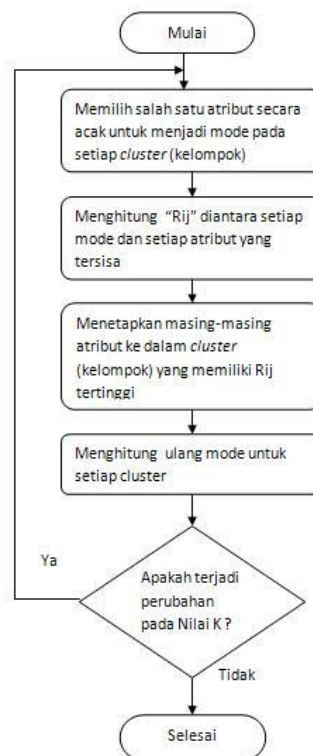 Mulai
Memilih salah satu atribut secara
acak untuk menjadi mode pada
setiap cluster (kelompok)
Menghitung "Rij" diantara setiap
mode dan setiap atribut yang
tersisa
Menetapkan masing-masing
atribut ke dalam cluster
(kelompok) yang memiliki Rij
tertinggi
Menghitung ulang mode untuk
setiap cluster
Ya
Apakah terjadi
perubahan
pada Nilai K ?
Tidak
Selesai